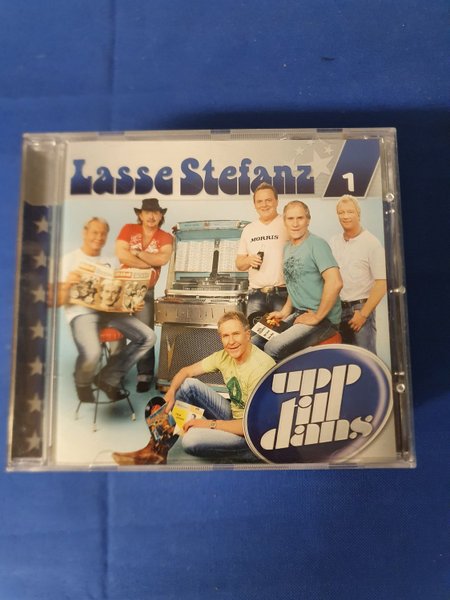 Lasse Stefanz
1
MORRIS
upp
till
dans